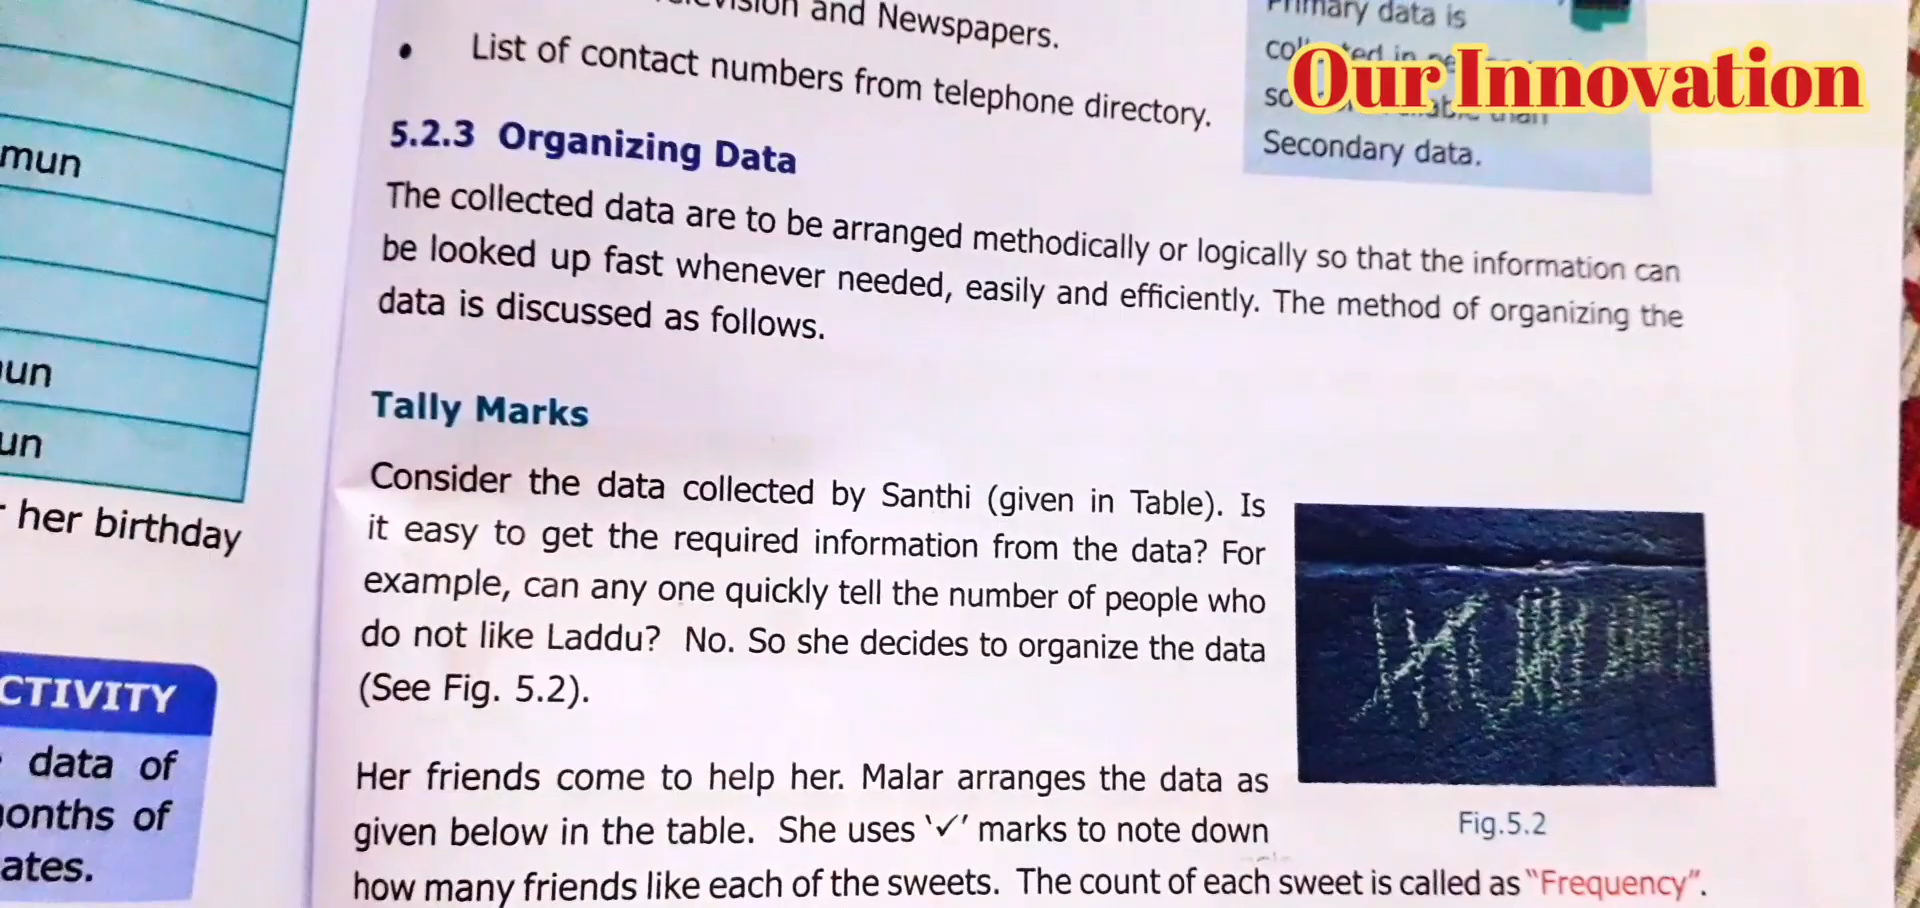 mun
un
her birthday
CTIVITY
data of
of
and Newspapers.
• List of contact numbers from telephone directory.
5.2.3 Organizing Data
The collected data are to be arranged methodically or logically so that the information can
be looked up fast whenever needed, easily and efficiently. The method of organizing the
data is discussed as follows.
Tally Marks
Consider the data collected by Santhi (given in Table). Is
it easy to get the required information from the data? For
example, can any one quickly tell the number of people who
do not like Laddu? No. So she decides to organize the data
(See Fig. 5.2).
Her friends come to help her. Malar arranges the data as
given below in the table. She uses '✓' marks to note down
how many friends like each of the sweets. The count of each sweet is called as "Frequency".
Fig.5.2
Primary data is
Secondary data.
Our Innovation